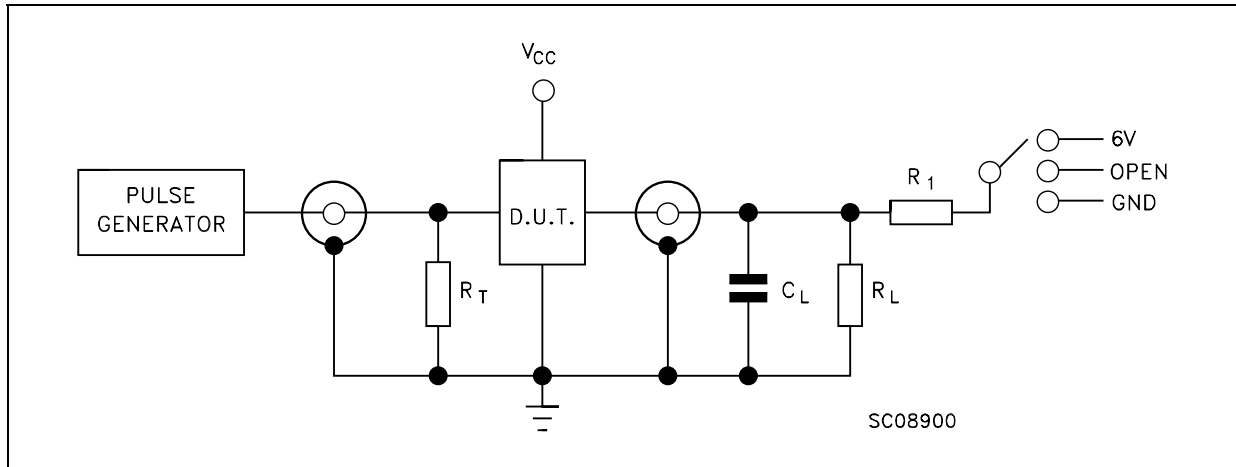 VCC
PULSE
GENERATOR
RT
D.U.T.
CL
RL
R1
6V
OPEN
GND
SC08900